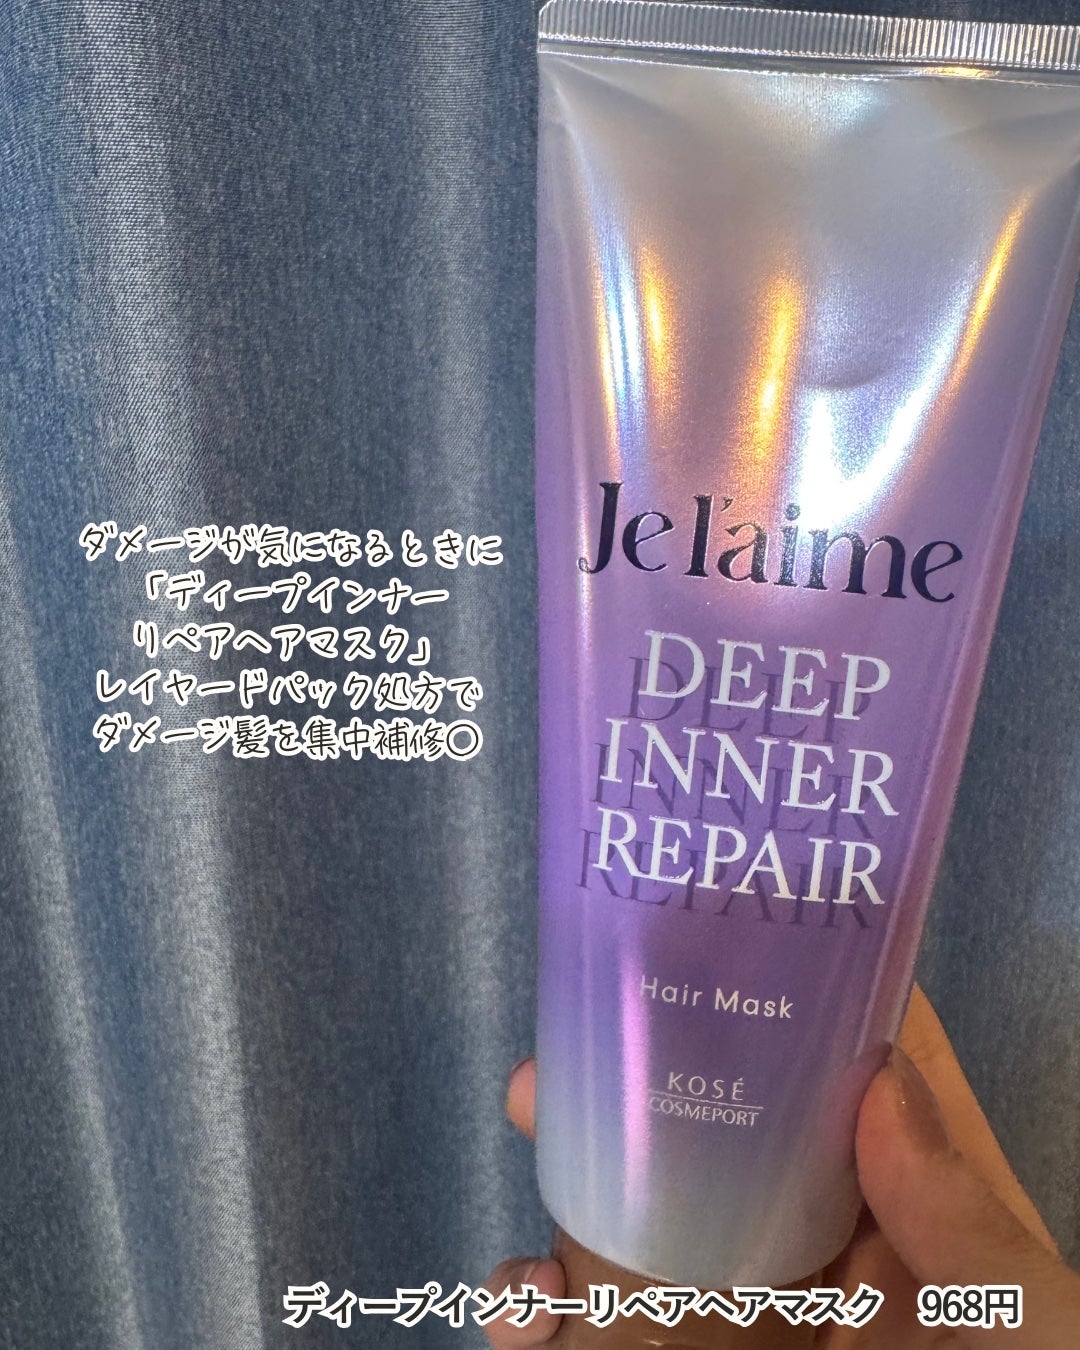 ダメージが気になるときに
「ディープインナー
リペアヘアマスク」
レイヤードパック処方で
ダメージ髪を集中補修○
Je l'aime
DEEP
INNER
REPAIR
Hair Mask
KOSÉ
COSMEPORT
ディープインナーリペアヘアマスク 968円